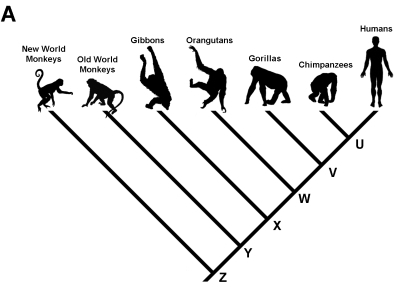 A
New World
Monkeys
Old World
Monkeys
Gibbons
Orangutans
Gorillas
Chimpanzees
Humans
U
V
W
X
Y
Z